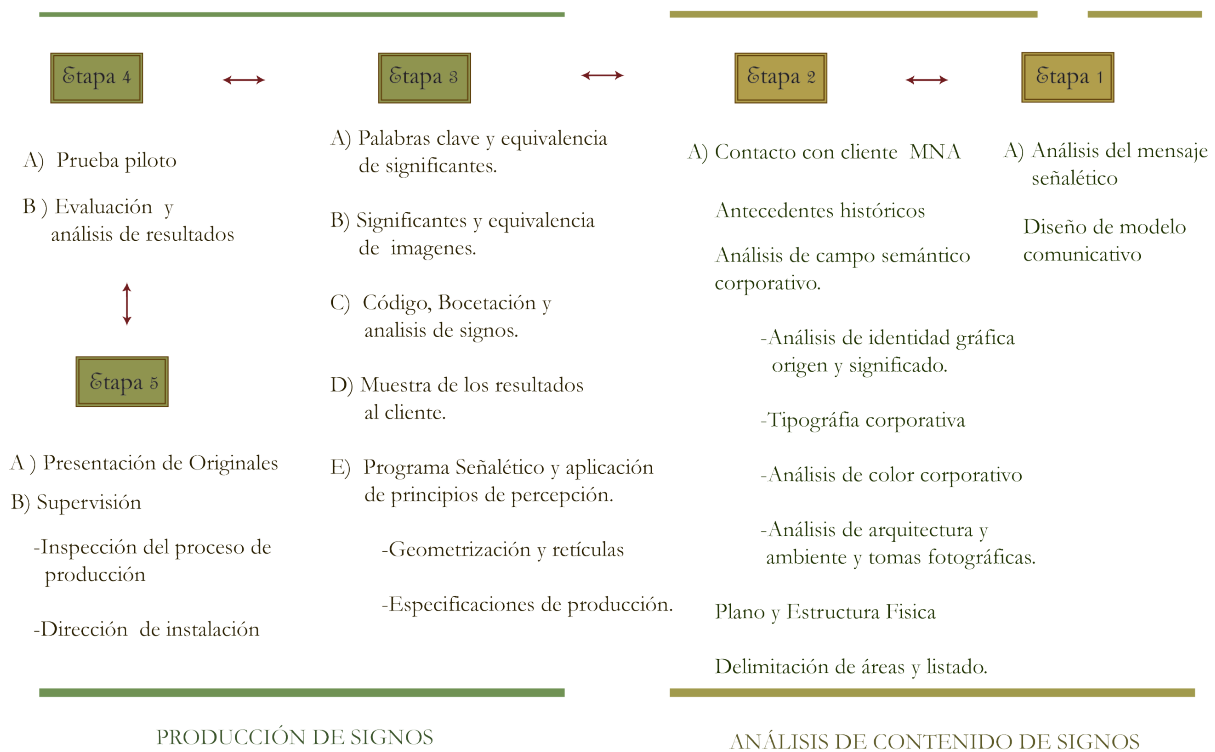 Etapa 4
A) Prueba piloto
B ) Evaluación y
análisis de resultados
Etapa 5
A ) Presentación de Originales
B) Supervisión
-Inspección del proceso de
producción
-Dirección de instalación
Etapa 3
A) Palabras clave y equivalencia
de significantes.
B) Significantes y equivalencia
de imagenes.
C) Código, Bocetación y
analisis de signos.
D) Muestra de los resultados
al cliente.
E) Programa Señalético y aplicación
de principios de percepción.
-Geometrización y retículas
-Especificaciones de producción.
PRODUCCIÓN DE SIGNOS
Etapa 2
A) Contacto con cliente MNA
Antecedentes históricos
Análisis de campo semántico
corporativo.
-Análisis de identidad gráfica
origen y significado.
-Tipográfia corporativa
-Análisis de color corporativo
-Análisis de arquitectura y
ambiente y tomas fotográficas.
Plano y Estructura Fisica
Delimitación de áreas y listado.
Etapa 1
A) Análisis del mensaje
señalético
Diseño de modelo
comunicativo
ANÁLISIS DE CONTENIDO DE SIGNOS